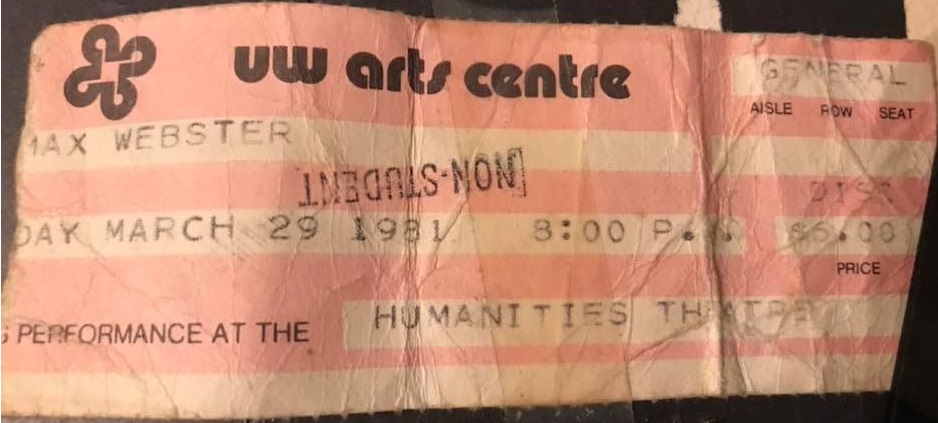 uw arts centre
GENERAL
AISLE ROW SEAT
MAX WEBSTER
NON-STUDENT
DISC
DAY MARCH 29 1981 8:00 P.M. $6.00
PRICE
S PERFORMANCE AT THE HUMANITIES THEATRE